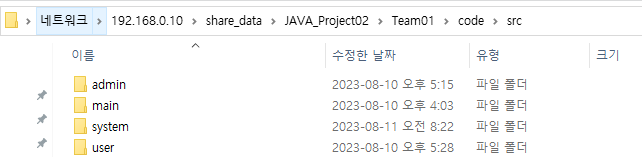 네트워크 > 192.168.0.10 > share_data > JAVA_Project02 > Team01 > code > src
이름 수정한 날짜 유형 크기
admin 2023-08-10 오후 5:15 파일 폴더
main 2023-08-10 오후 4:03 파일 폴더
system 2023-08-11 오전 8:22 파일 폴더
user 2023-08-10 오후 5:28 파일 폴더